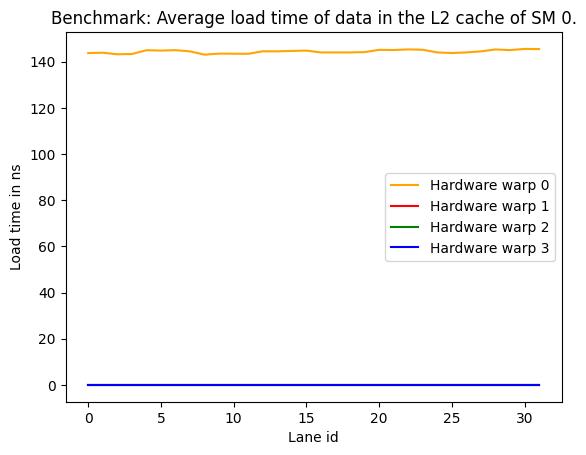 Benchmark: Average load time of data in the L2 cache of SM 0.
Load time in ns
140
120
100
80
60
40
20
0
Hardware warp 0
Hardware warp 1
Hardware warp 2
Hardware warp 3
0 5 10 15 20 25 30
Lane id